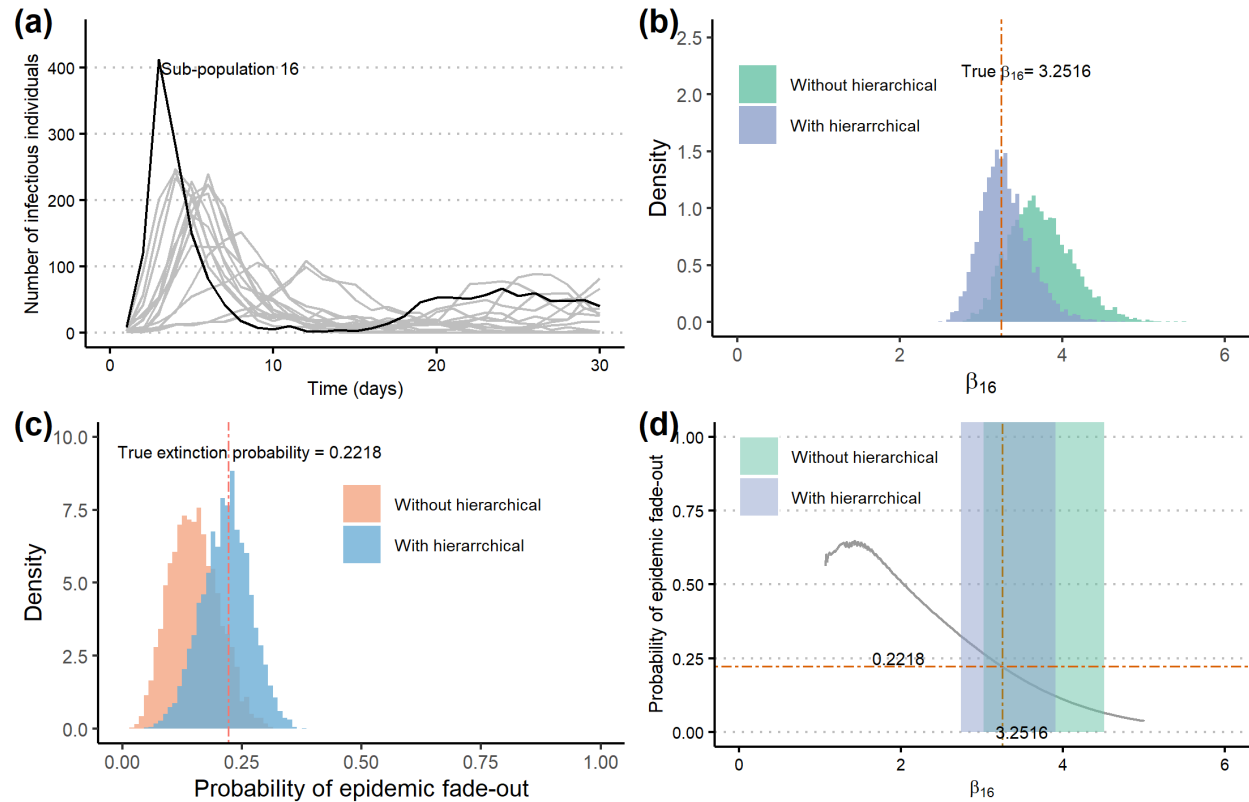 (a)
Number of infectious individuals
400
300
200
100
0
Sub-population 16
0
10
20
30
Time (days)
(b)
Density
2.5
2.0
1.5
1.0
0.5
0.0
Without hierarchical
With hierarrchical
True β16= 3.2516
0
2
4
6
β16
(c)
Density
10.0
7.5
5.0
2.5
0.0
True extinction probability = 0.2218
Without hierarchical
With hierarrchical
0.00
0.25
0.50
0.75
1.00
Probability of epidemic fade-out
(d)
Probability of epidemic fade-out
1.00
0.75
0.50
0.25
0.00
Without hierarchical
With hierarrchical
0.2218
3.2516
0
2
4
6
β16